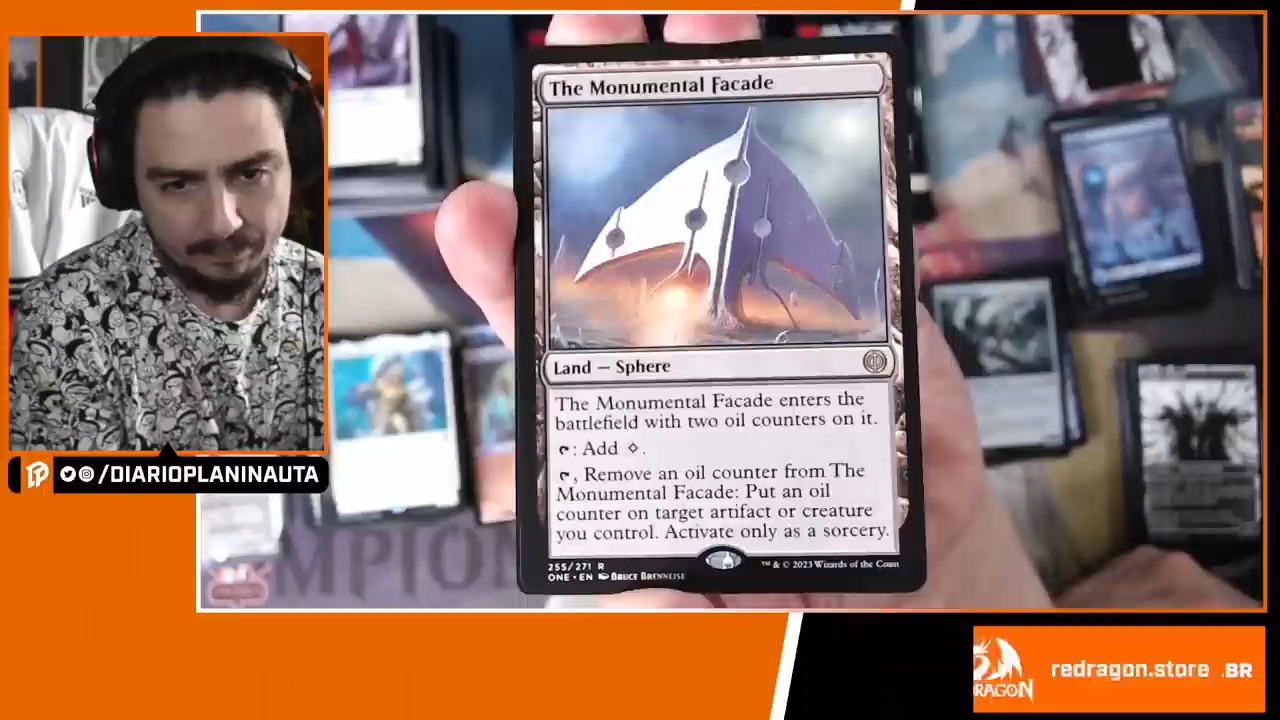 The Monumental Facade
Land — Sphere
The Monumental Facade enters the
battlefield with two oil counters on it.
: Add .
, Remove an oil counter from The
Monumental Facade: Put an oil
counter on target artifact or creature
you control. Activate only as a sorcery.
255/271 R
ONE • EN Bruce Brenneise
™ & © 2023 Wizards of the Coast
/DIARIOPLANINAUTA
MPION
DRAGON
redragon.store .BR